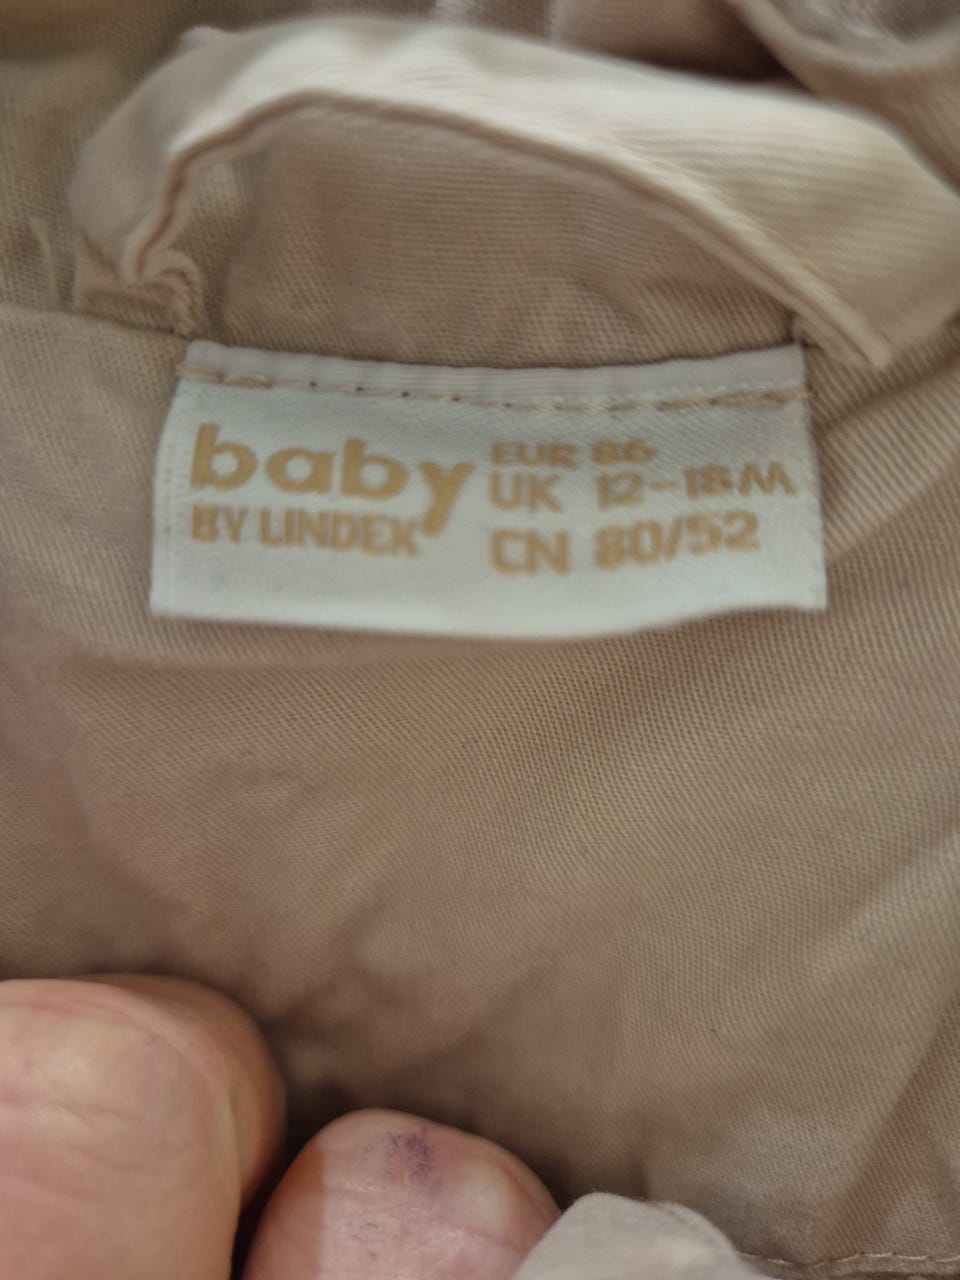 baby
BY LINDEX
EUR 86
UK 12-18M
CN 80/52